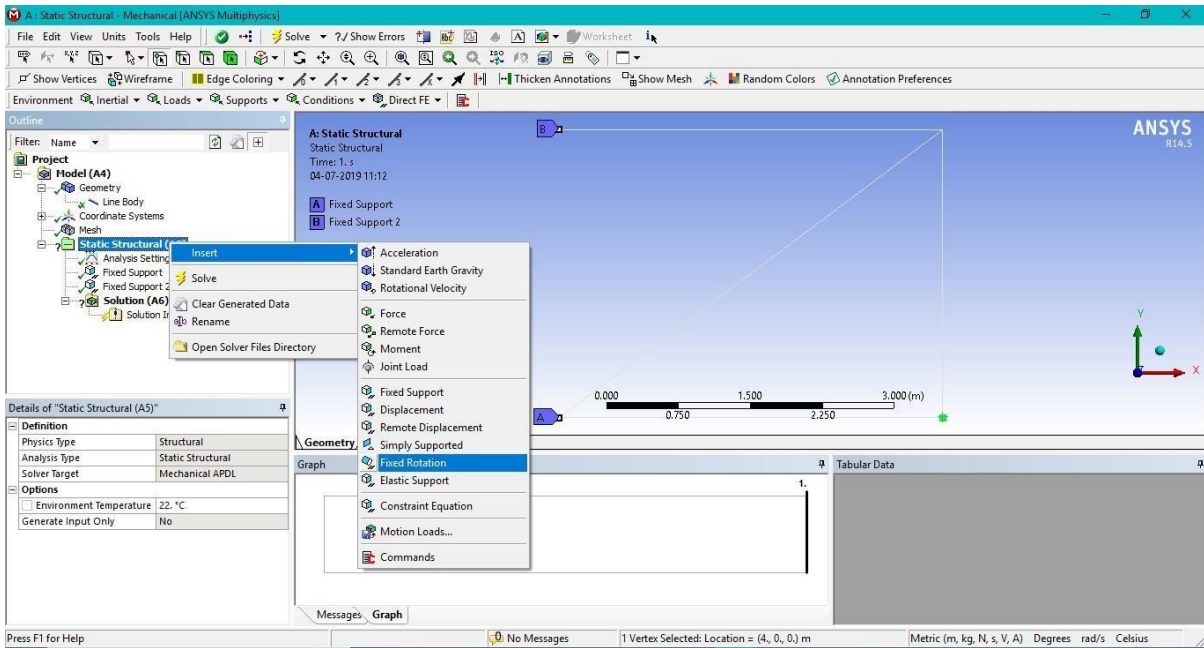 A : Static Structural - Mechanical [ANSYS Multiphysics]
File Edit View Units Tools Help Solve ?/ Show Errors A Worksheet
Show Vertices Wireframe Edge Coloring Thicken Annotations Show Mesh Random Colors Annotation Preferences
Environment Inertial Loads Supports Conditions Direct FE
Outline
Filter: Name
Project
Model (A4)
Geometry
Line Body
Coordinate Systems
Mesh
Static Structural (
Analysis Setting
Fixed Support
Fixed Support 2
Solution (A6)
Solution In
Insert
Solve
Clear Generated Data
Rename
Open Solver Files Directory
Acceleration
Standard Earth Gravity
Rotational Velocity
Force
Remote Force
Moment
Joint Load
Fixed Support
Displacement
Remote Displacement
Simply Supported
Fixed Rotation
Elastic Support
Constraint Equation
Motion Loads...
Commands
A: Static Structural
Static Structural
Time: 1. s
04-07-2019 11:12
A Fixed Support
B Fixed Support 2
B
ANSYS
R14.5
Y
X
0.000 1.500 3.000 (m)
0.750 2.250
A
Geometry
Details of "Static Structural (A5)"
Definition
Physics Type Structural
Analysis Type Static Structural
Solver Target Mechanical APDL
Options
Environment Temperature 22. °C
Generate Input Only No
Graph
1.
Messages Graph
Tabular Data
Press F1 for Help 0 No Messages 1 Vertex Selected: Location = (4., 0., 0.) m Metric (m, kg, N, s, V, A) Degrees rad/s Celsius